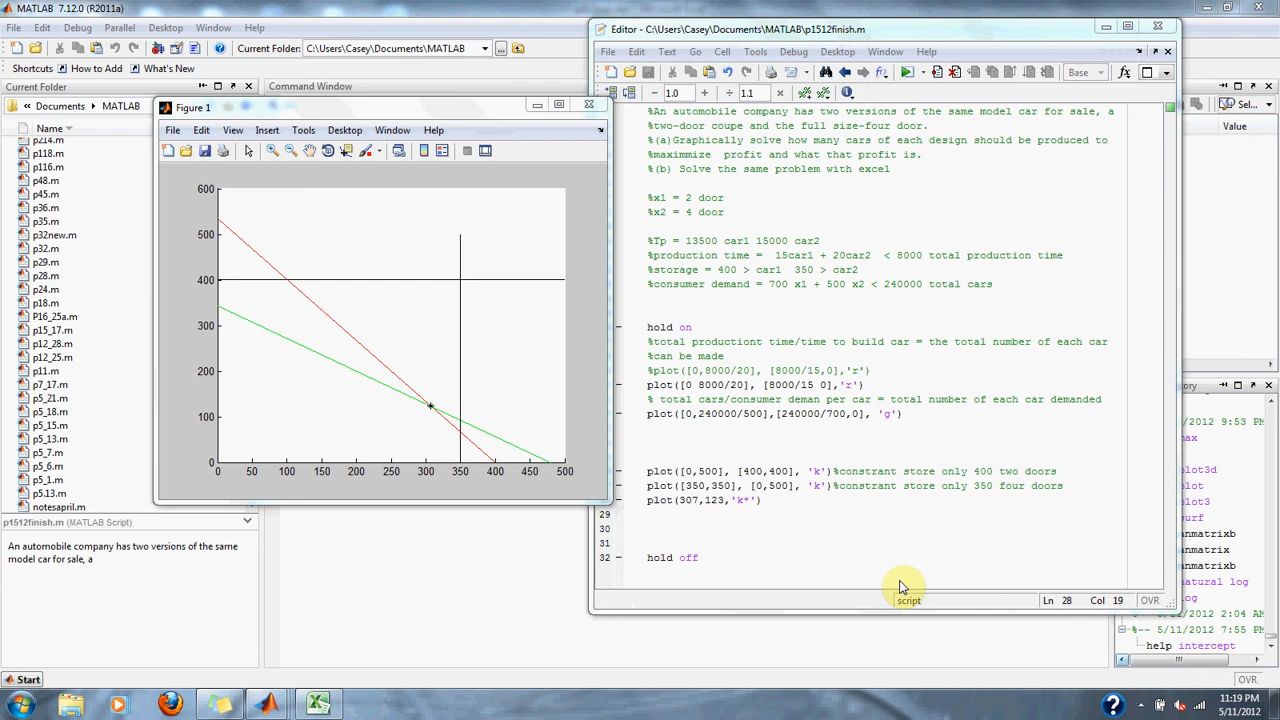 MATLAB 7.12.0 (R2011a)
File Edit Debug Parallel Desktop Window Help
Current Folder: C:\Users\Casey\Documents\MATLAB
Shortcuts How to Add What's New
Current Folder
Command Window
Documents MATLAB
Name
p14.m
p118.m
p116.m
p48.m
p45.m
p36.m
p35.m
p32new.m
p32.m
p29.m
p28.m
p24.m
p18.m
P16_25a.m
p15_17.m
p12_28.m
p12_25.m
p11.m
p7_17.m
p5_21.m
p5_18.m
p5_15.m
p5_7.m
p5_6.m
p5_1.m
p5.13.m
notesapril.m
p1512finish.m (MATLAB Script)
An automobile company has two versions of the same
model car for sale, a
Start
Figure 1
File Edit View Insert Tools Desktop Window Help
600
500
400
300
200
100
0
0 50 100 150 200 250 300 350 400 450 500
Editor - C:\Users\Casey\Documents\MATLAB\p1512finish.m
File Edit Text Go Cell Tools Debug Desktop Window Help
Base
fx
1.0
1.1
%An automobile company has two versions of the same model car for sale, a
%two-door coupe and the full size-four door.
%(a)Graphically solve how many cars of each design should be produced to
%maximmize profit and what that profit is.
%(b) Solve the same problem with excel
%x1 = 2 door
%x2 = 4 door
%Tp = 13500 car1 15000 car2
%production time = 15car1 + 20car2 < 8000 total production time
%storage = 400 > car1 350 > car2
%consumer demand = 700 x1 + 500 x2 < 240000 total cars
hold on
%total productiont time/time to build car = the total number of each car
%can be made
%plot([0,8000/20], [8000/15,0],'r')
plot([0 8000/20], [8000/15 0],'r')
% total cars/consumer deman per car = total number of each car demanded
plot([0,240000/500],[240000/700,0], 'g')
plot([0,500], [400,400], 'k')%constrant store only 400 two doors
plot([350,350], [0,500], 'k')%constrant store only 350 four doors
plot(307,123,'k*')
29
30
31
32 hold off
script Ln 28 Col 19 OVR
Sel...
Value
ory
9:53 PM
max
plot3d
plot
plot3
surf
anmatrixb
anmatrix
anmatrixb
natural log
log
5/11/2012 2:04 AM
%-- 5/11/2012 7:55 PM
help intercept
OVR
11:19 PM
5/11/2012